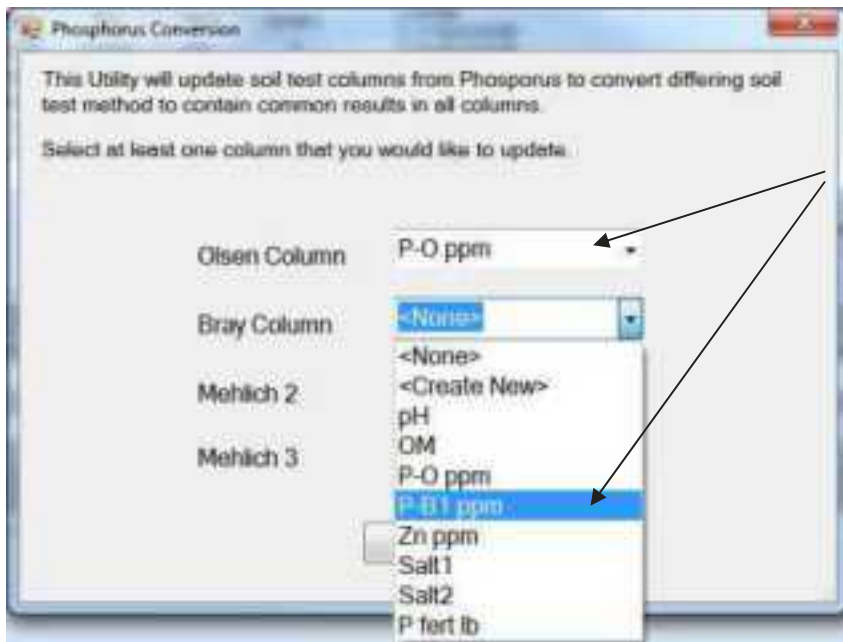 Phosphorus Conversion
This Utility will update soil test columns from Phosporus to convert differing soil
test method to contain common results in all columns.
Select at least one column that you would like to update.
Olsen Column
P-O ppm
Bray Column
<None>
<None>
<Create New>
pH
OM
P-O ppm
P-B1 ppm
Zn ppm
Salt1
Salt2
P fert lb
Mehlich 2
Mehlich 3